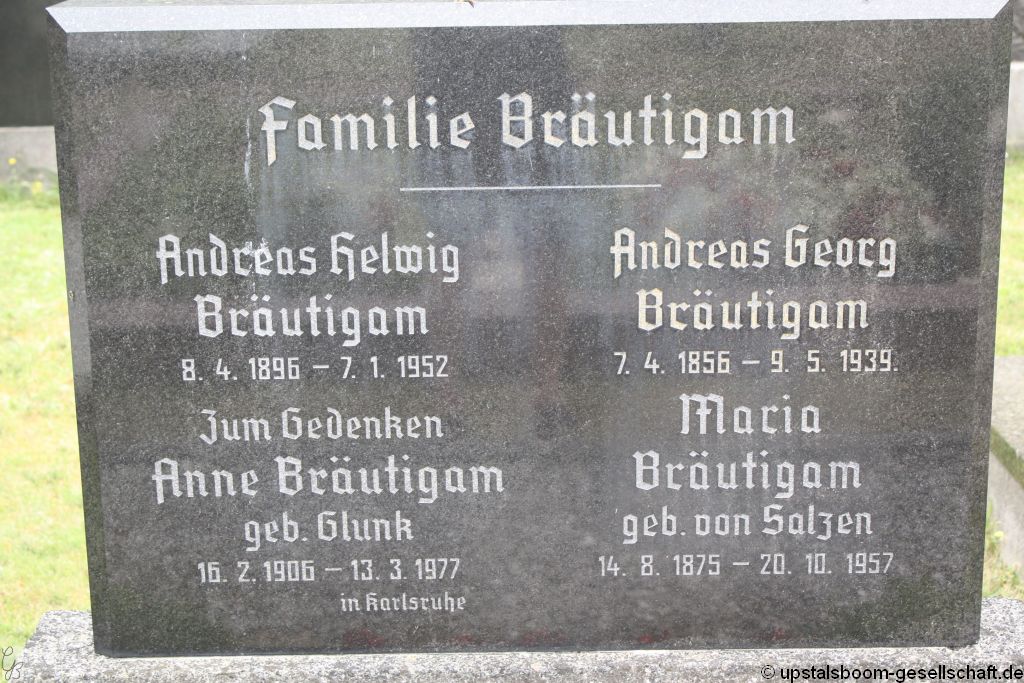 Familie Bräutigam
Andreas Helwig
Bräutigam
8. 4. 1896 – 7. 1. 1952
Zum Gedenken
Anne Bräutigam
geb. Glunk
16. 2. 1906 – 13. 3. 1977
in Karlsruhe
Andreas Georg
Bräutigam
7. 4. 1856 – 9. 5. 1939.
Maria
Bräutigam
geb. von Salzen
14. 8. 1875 – 20. 10. 1957
© upstalsboom-gesellschaft.de